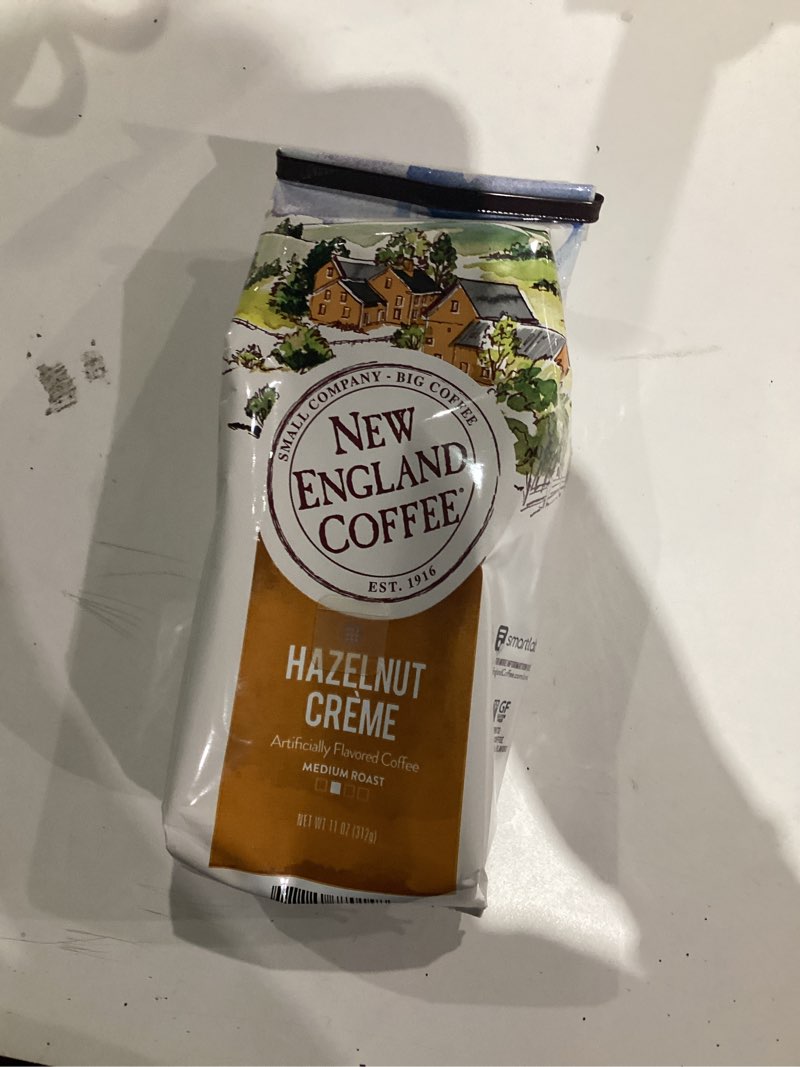 SMALL COMPANY - BIG COFFEE
NEW
ENGLAND
COFFEE
EST. 1916
HAZELNUT
CRÈME
Artificially Flavored Coffee
MEDIUM ROAST
NET WT 11 OZ (312g)
GF